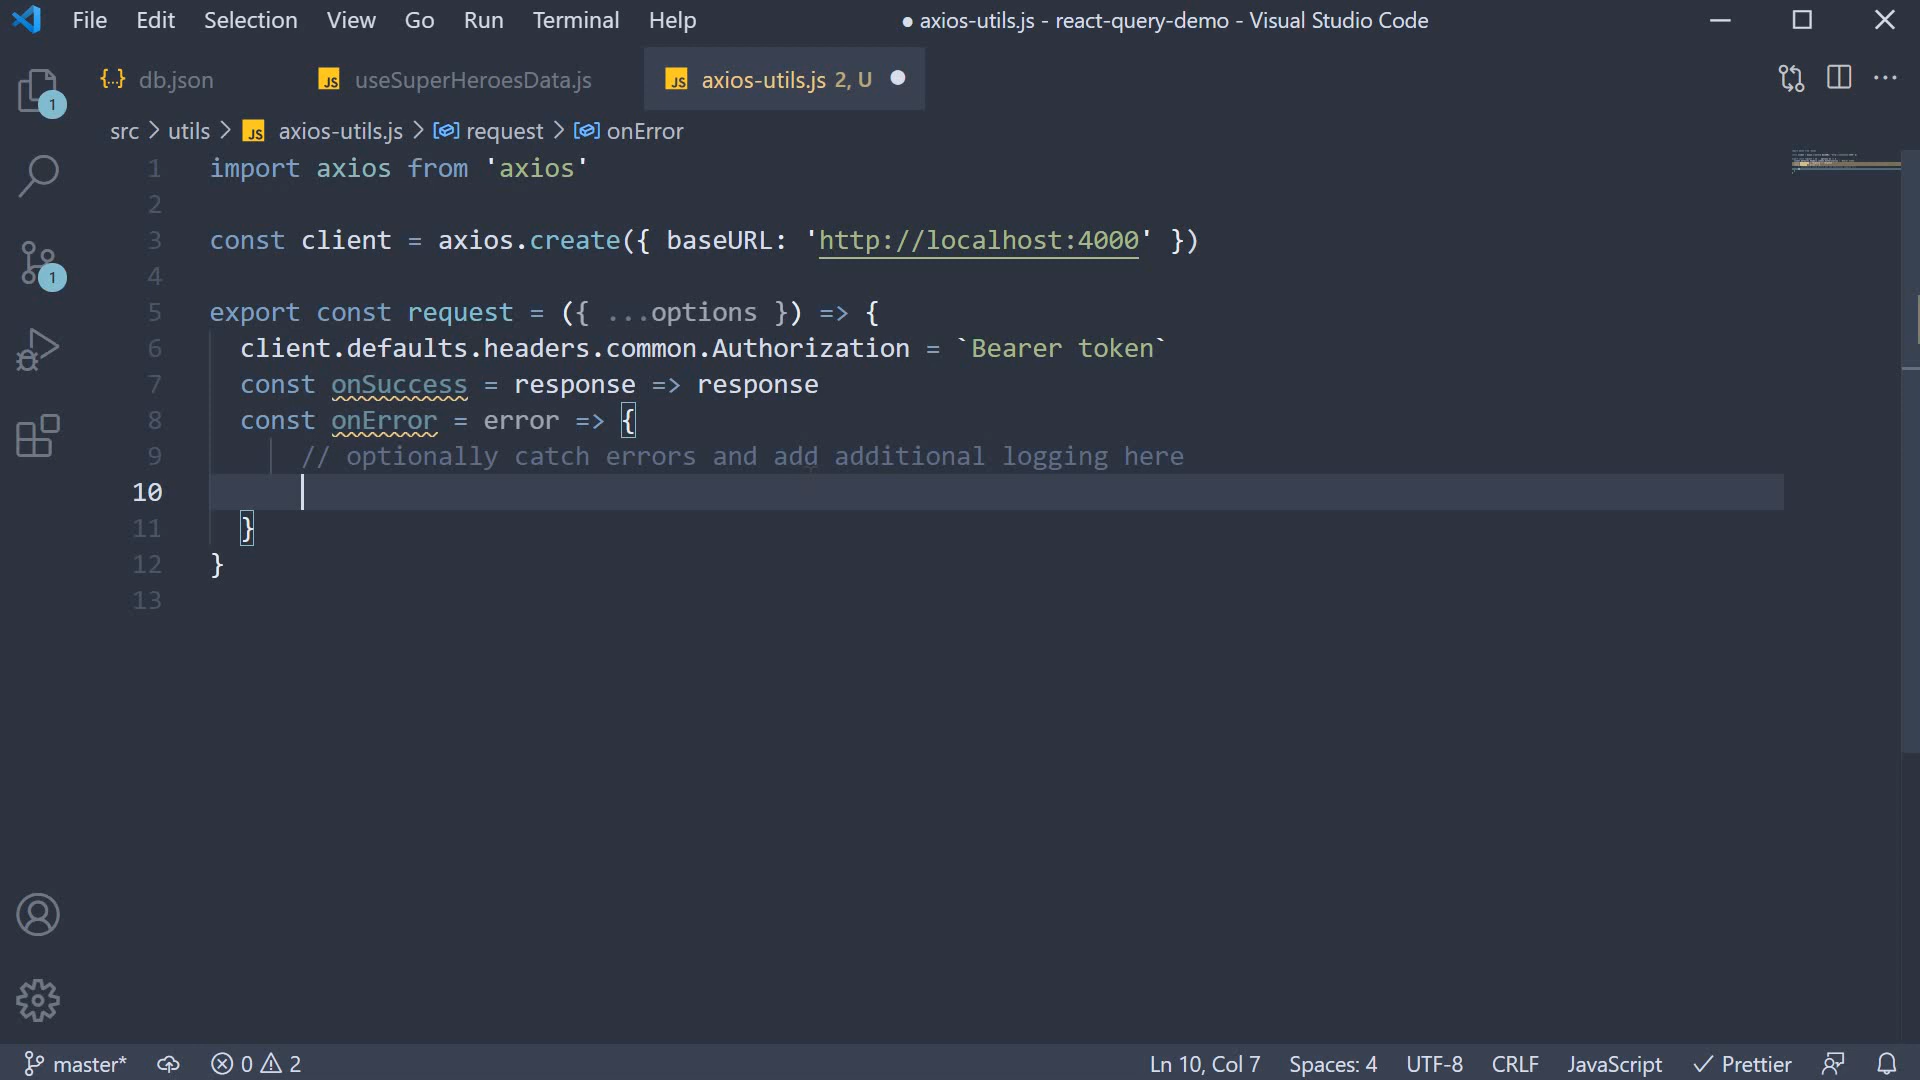 File Edit Selection View Go Run Terminal Help ● axios-utils.js - react-query-demo - Visual Studio Code
{..} db.json JS useSuperHeroesData.js JS axios-utils.js 2, U
src > utils > JS axios-utils.js > request > onError
1 import axios from 'axios'
2
3 const client = axios.create({ baseURL: 'http://localhost:4000' })
4
5 export const request = ({ ...options }) => {
6 client.defaults.headers.common.Authorization = `Bearer token`
7 const onSuccess = response => response
8 const onError = error => {
9 // optionally catch errors and add additional logging here
10
11 }
12 }
13
1
1
master* 0 2 Ln 10, Col 7 Spaces: 4 UTF-8 CRLF JavaScript Prettier